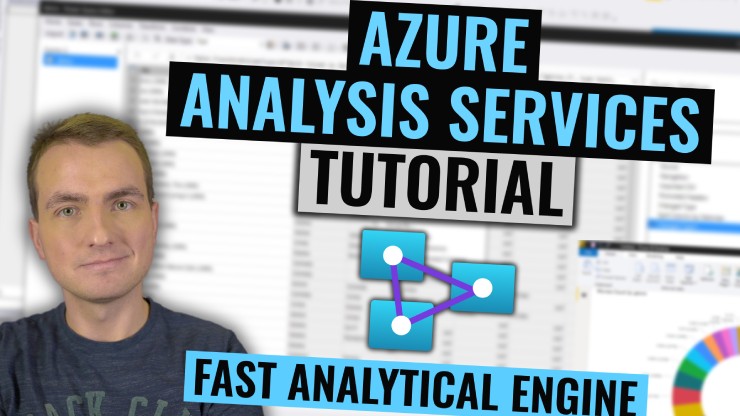 AZURE
ANALYSIS SERVICES
TUTORIAL
FAST ANALYTICAL ENGINE